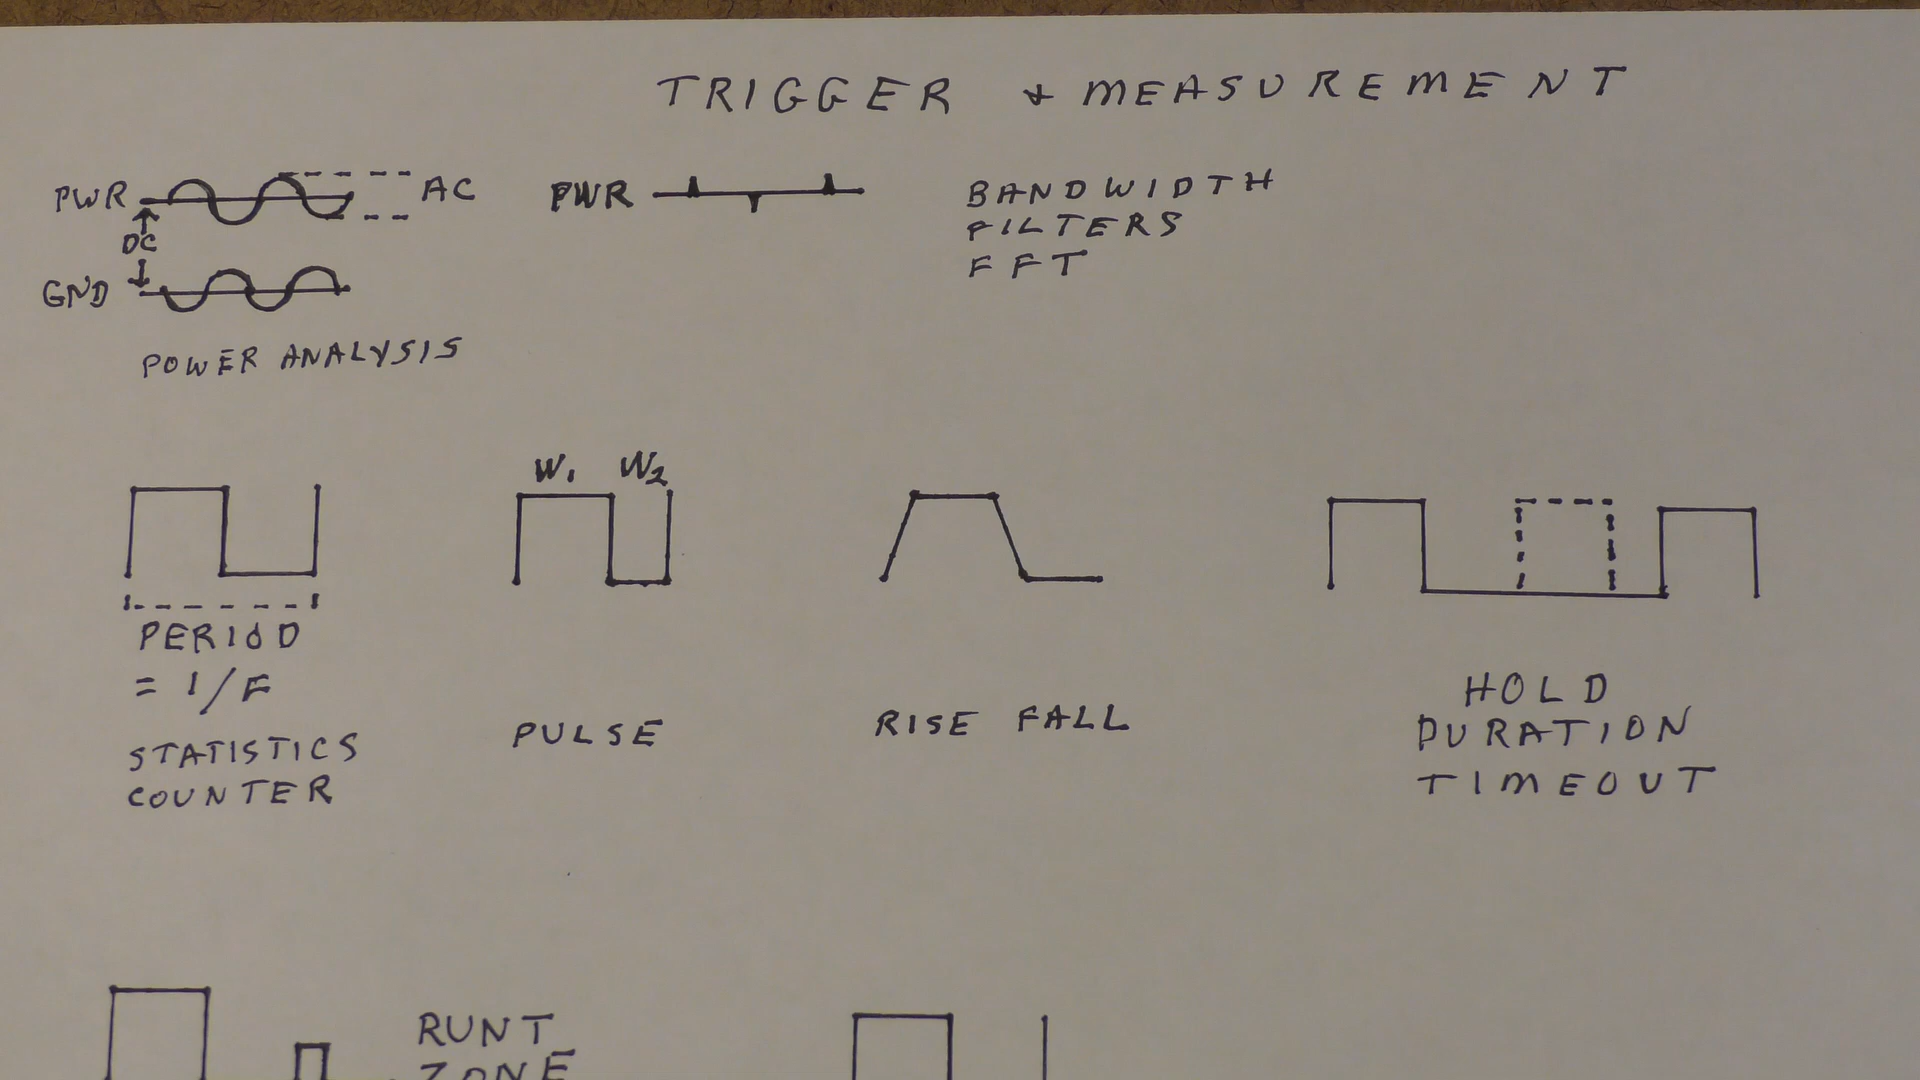 TRIGGER & MEASUREMENT
PWR AC
DC
GND
POWER ANALYSIS
PWR
BANDWIDTH
FILTERS
FFT
PERIOD
= 1/F
STATISTICS
COUNTER
W1 W2
PULSE
RISE FALL
HOLD
DURATION
TIMEOUT
RUNT
ZONE